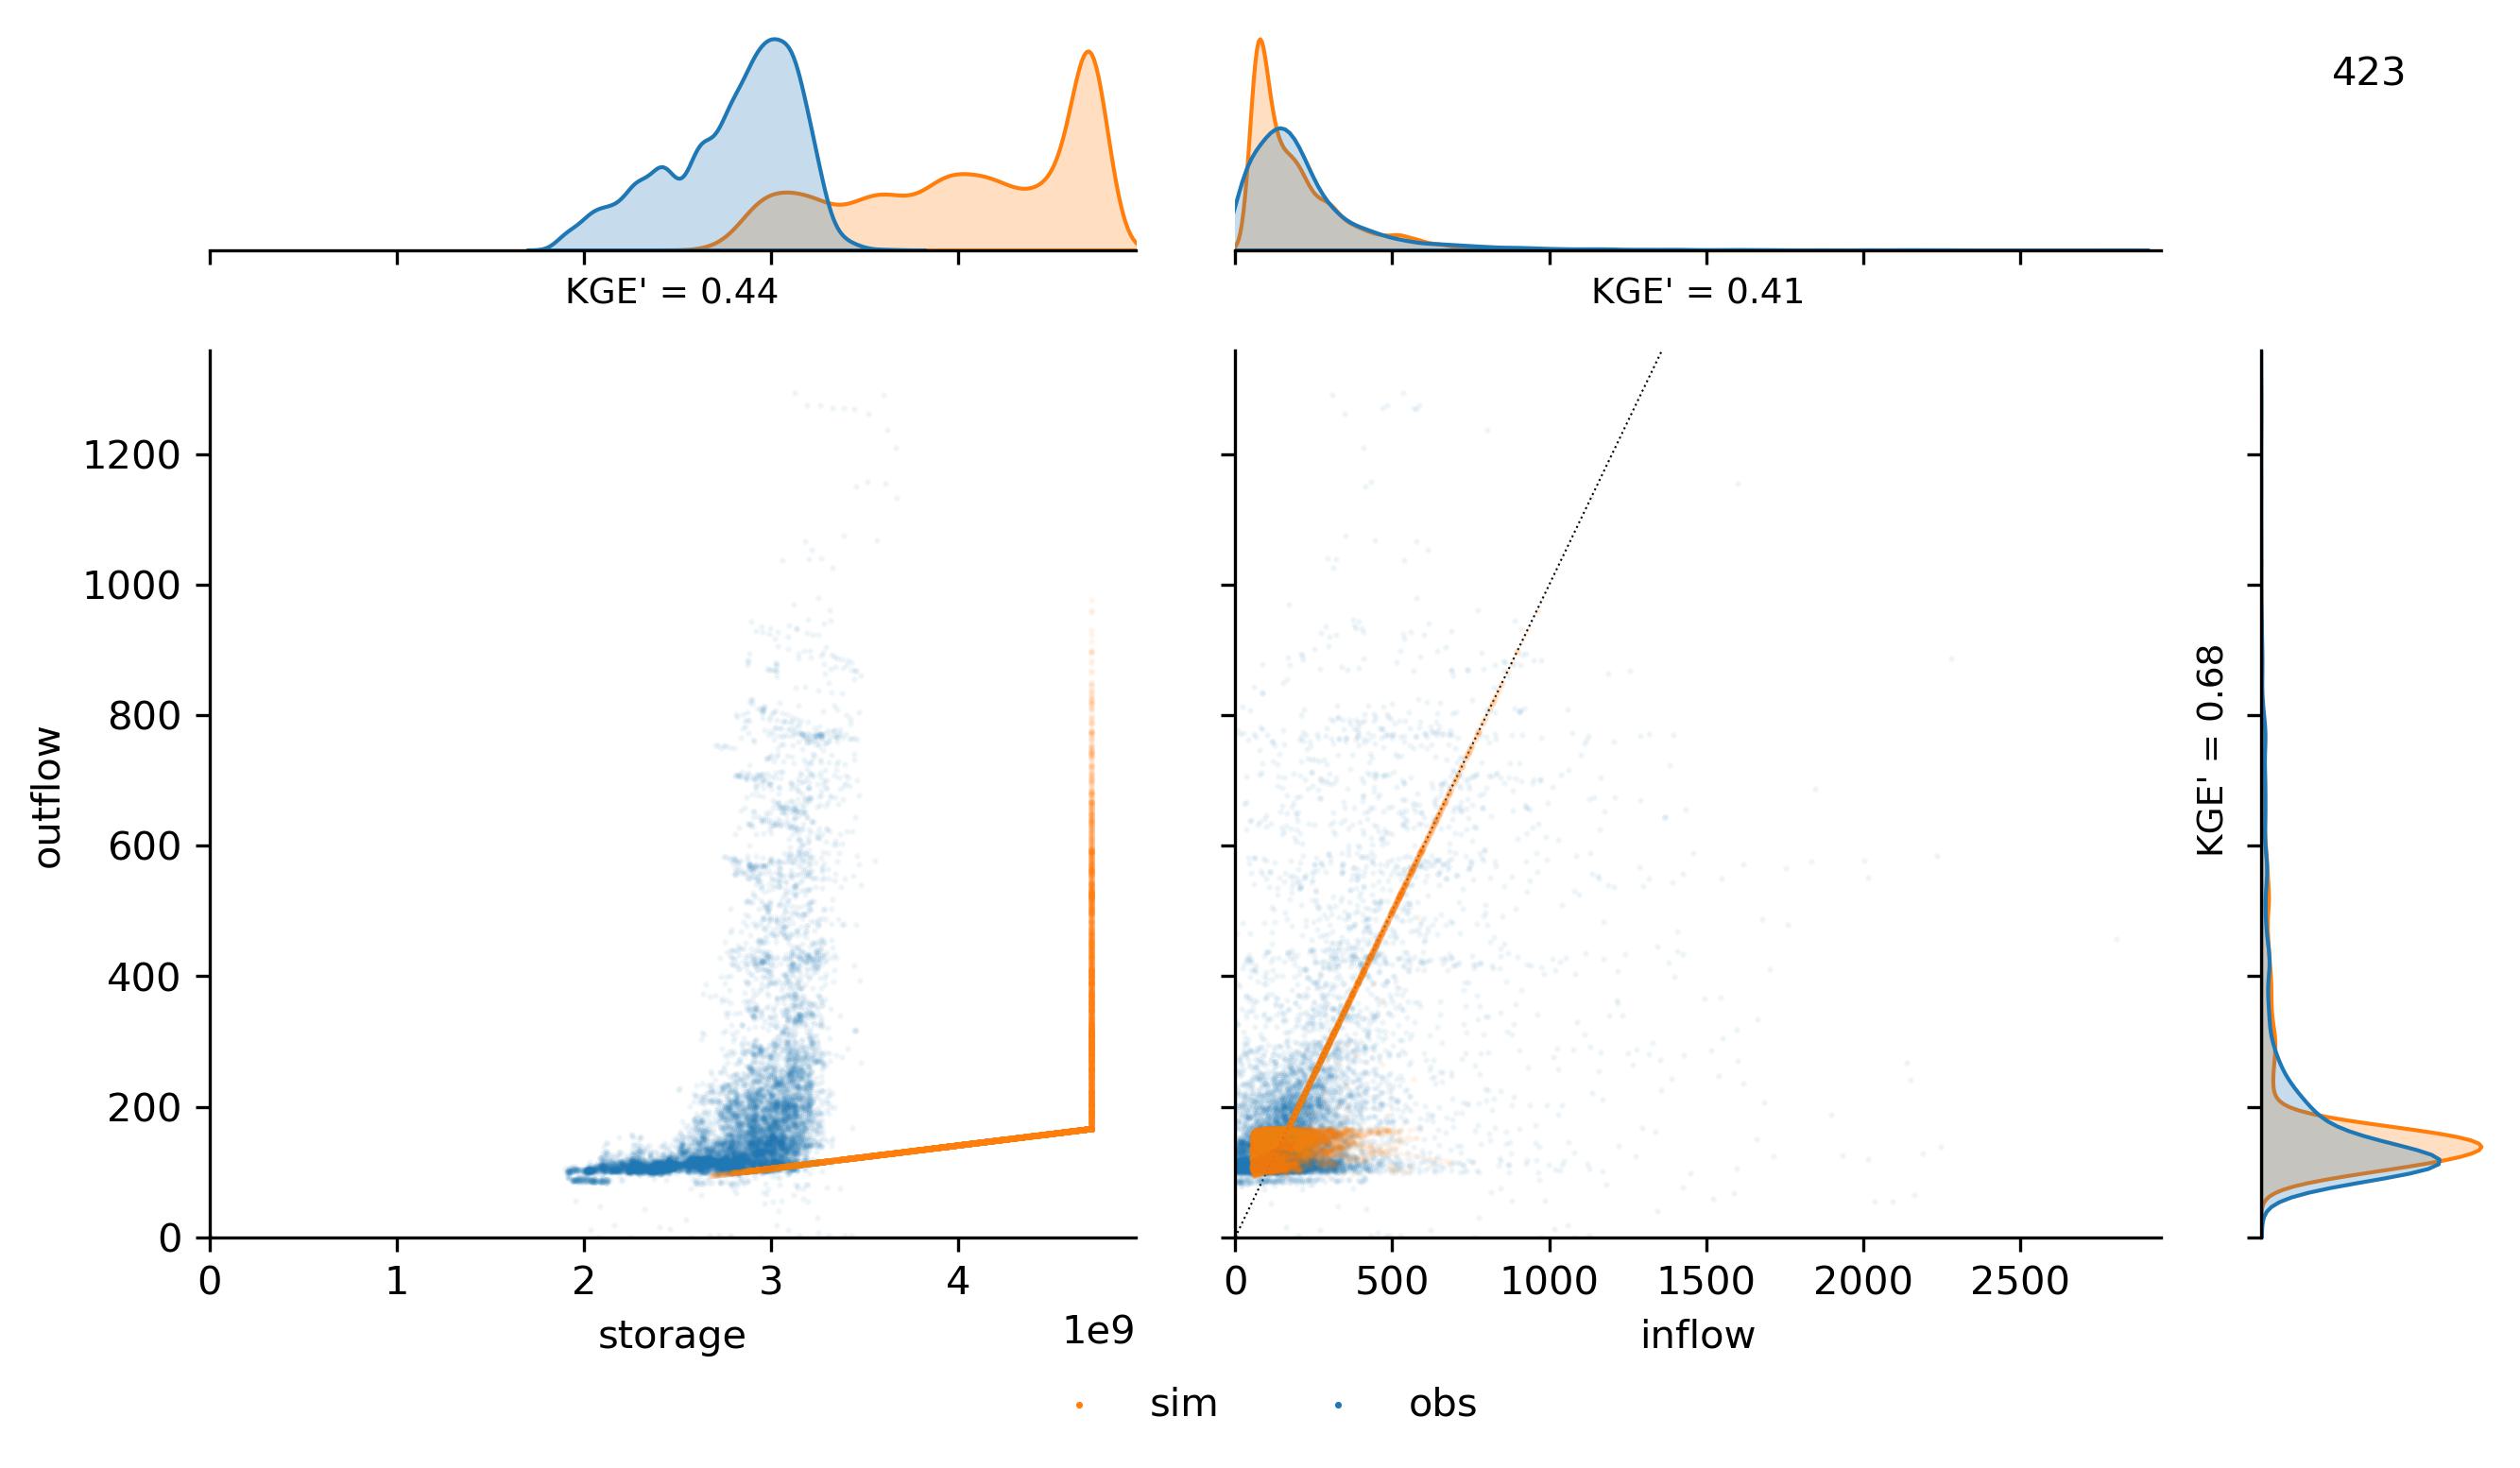 423
KGE' = 0.44
KGE' = 0.41
outflow
1200
1000
800
600
400
200
0
KGE' = 0.68
0 1 2 3 4
1e9
storage
0 500 1000 1500 2000 2500
inflow
sim obs